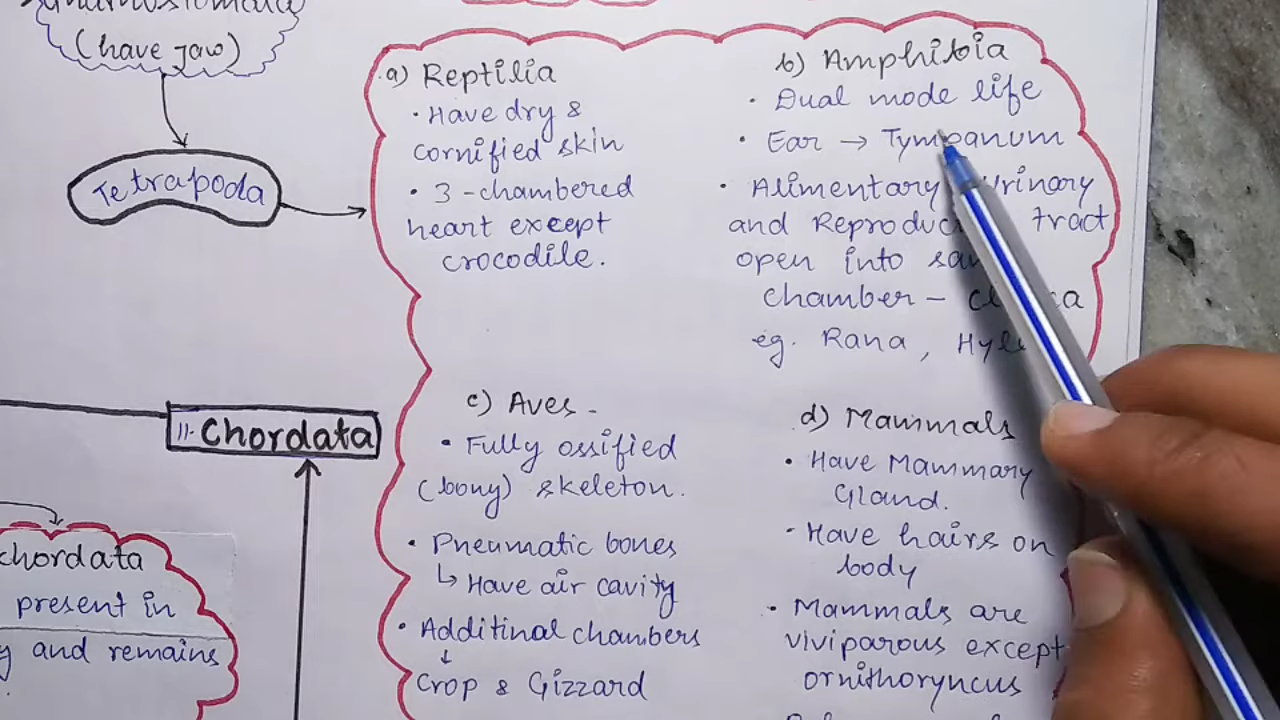 (have jaw)
Tetrapoda
a) Reptilia
• Have dry &
cornified skin
• 3-chambered
heart except
crocodile.
b) Amphibia
• Dual mode life
• Ear → Tympanum
• Alimentary Urinary
and tract
open into
chamber -
eg. Rana,
c) Aves -
• Fully ossified
(bony) skeleton.
• Pneumatic bones
↳ Have air cavity
• Additinal chambers
↓
Crop & Gizzard
d) Mammals
• Have Mammary
Gland.
• Have hairs on
body
• Mammals are
viviparous except
ornithoryncus
11. Chordata
chordata
present in
and remains